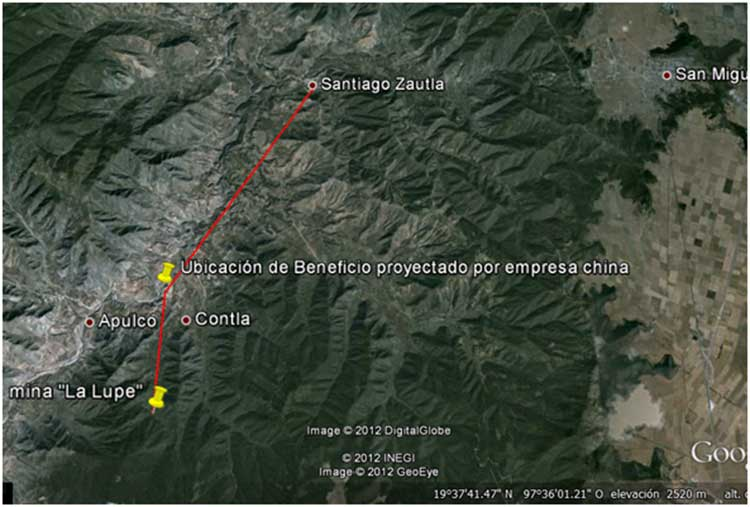 Santiago Zautla
San Migu
Ubicación de Beneficio proyectado por empresa china
Apulco
Contla
mina "La Lupe"
Image © 2012 DigitalGlobe
© 2012 INEGI
Image © 2012 GeoEye
Goo
19°37'41.47" N 97°36'01.21" O elevación 2520 m alt.